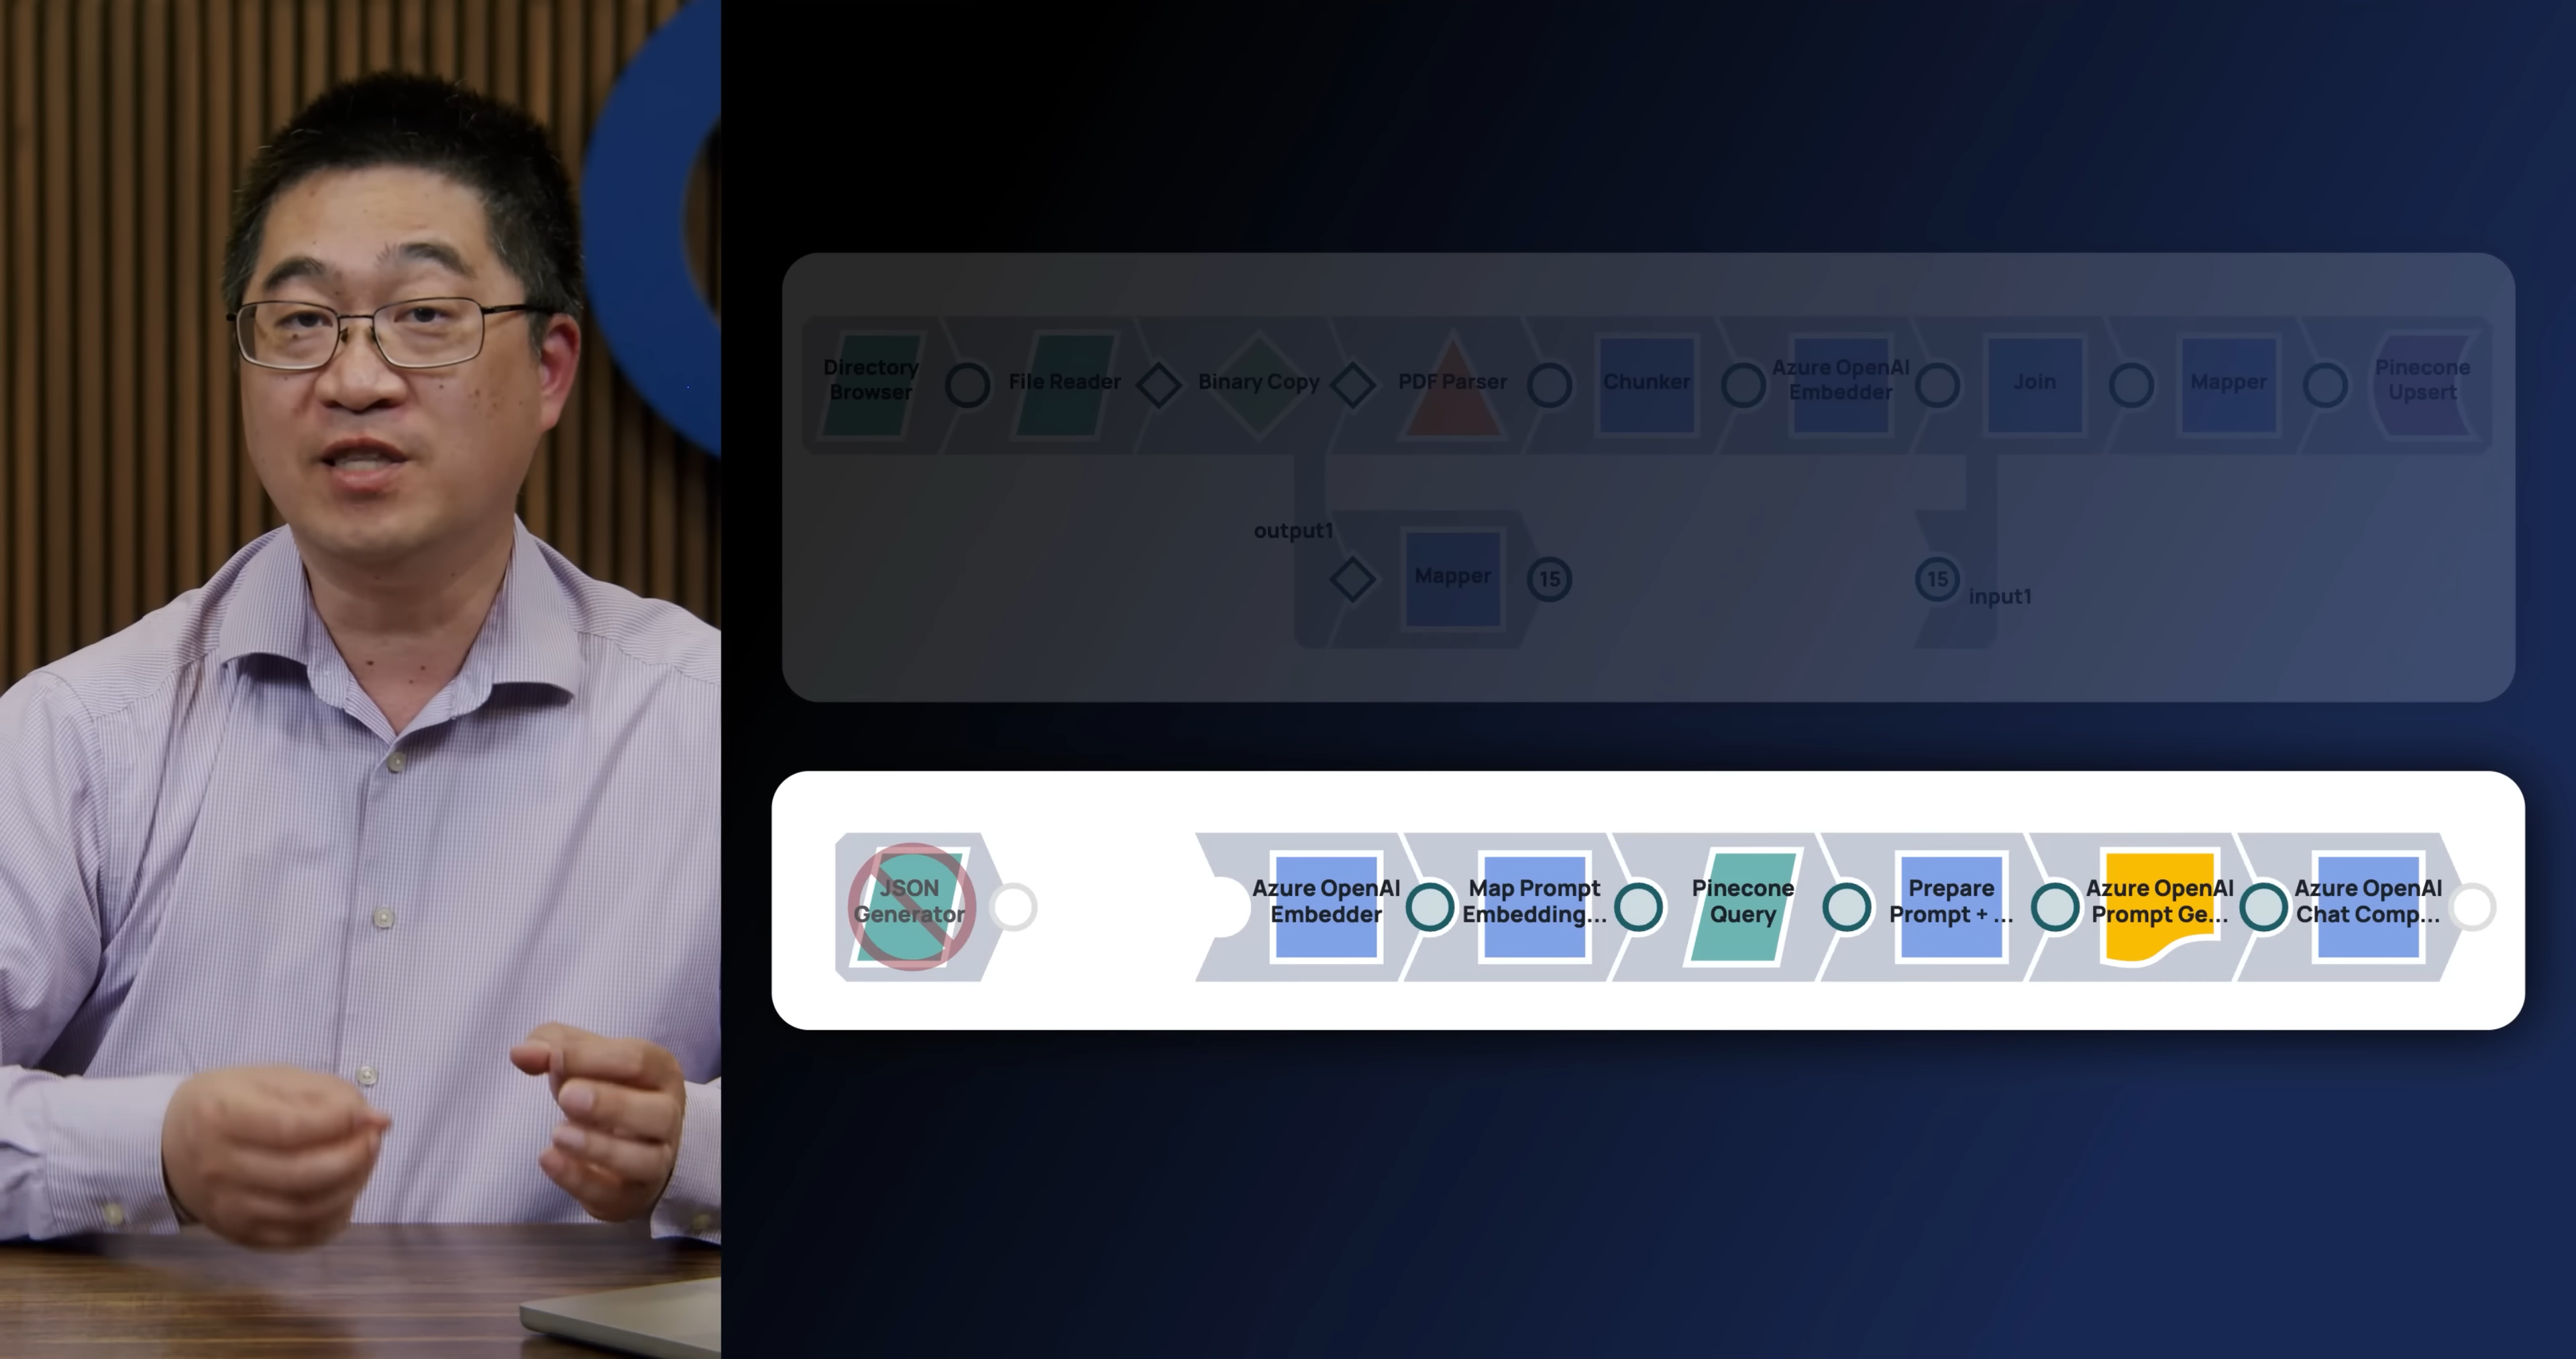 Directory
Browser
File Reader
Binary Copy
PDF Parser
Chunker
Azure OpenAI
Embedder
Join
Mapper
Pinecone
Upsert
output1
Mapper
15
15
input1
JSON
Generator
Azure OpenAI
Embedder
Map Prompt
Embedding...
Pinecone
Query
Prepare
Prompt + ...
Azure OpenAI
Prompt Ge...
Azure OpenAI
Chat Comp...